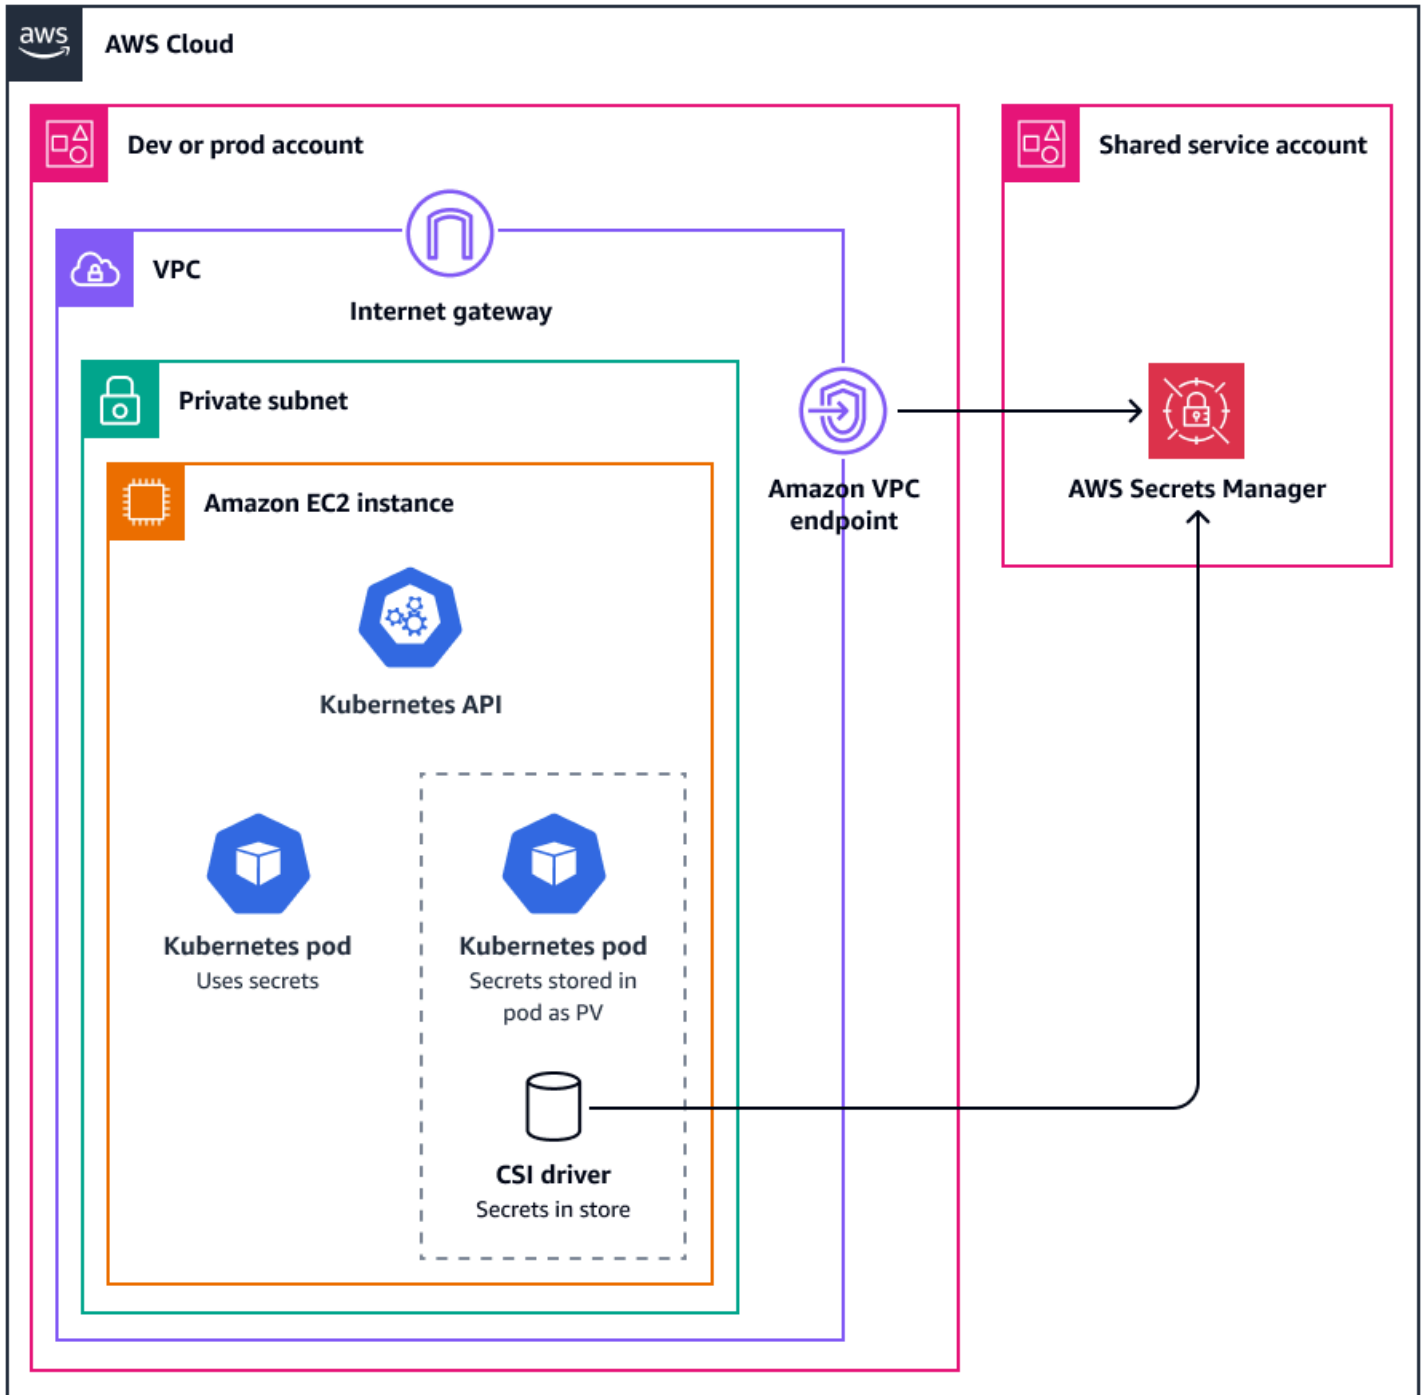 aws
AWS Cloud
Dev or prod account
Shared service account
VPC
Internet gateway
Private subnet
Amazon EC2 instance
Amazon VPC
endpoint
AWS Secrets Manager
Kubernetes API
Kubernetes pod
Uses secrets
Kubernetes pod
Secrets stored in
pod as PV
CSI driver
Secrets in store